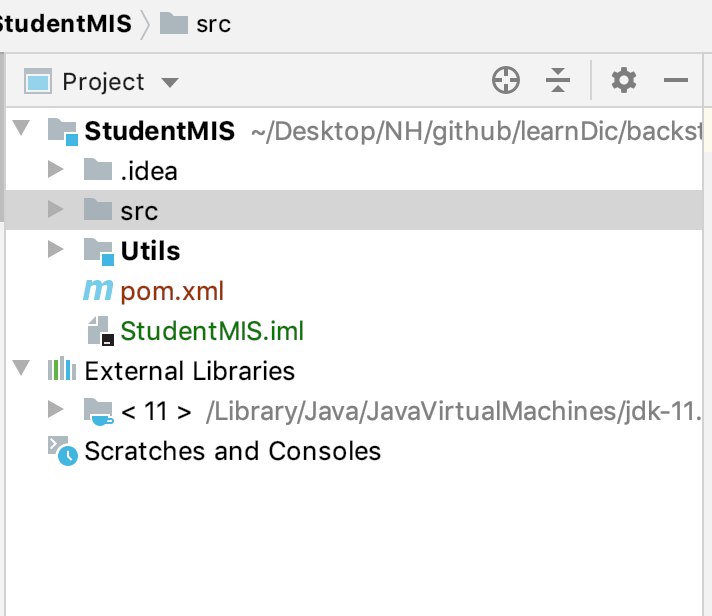 StudentMIS src
Project
StudentMIS ~/Desktop/NH/github/learnDic/backst
.idea
src
Utils
pom.xml
StudentMIS.iml
External Libraries
< 11 > /Library/Java/JavaVirtualMachines/jdk-11.
Scratches and Consoles